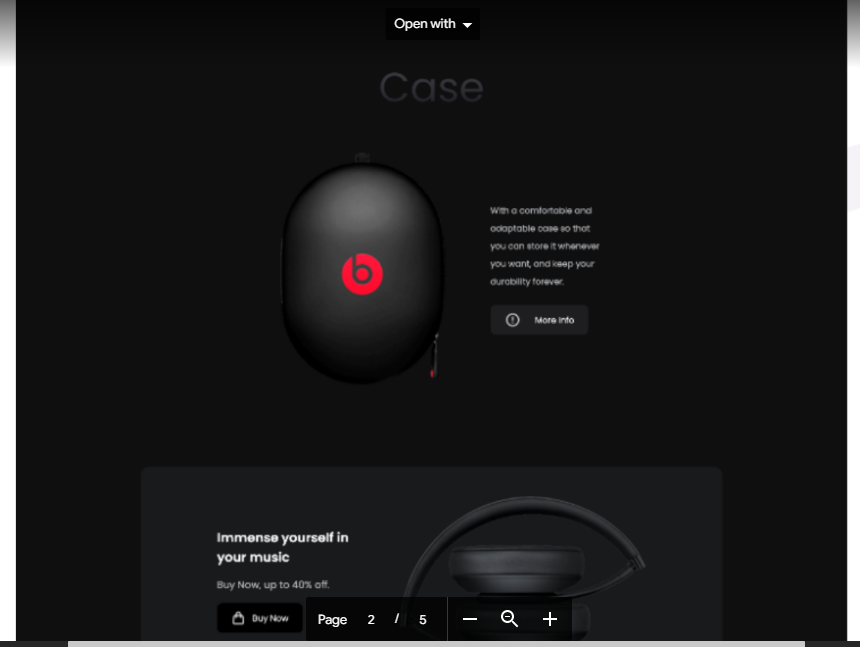 Open with
Case
With a comfortable and
adaptable case so that
you can store it whenever
you want, and keep your
durability forever.
More Info
b
Immense yourself in
your music
Buy Now, up to 40% off.
Buy Now
Page 2 / 5